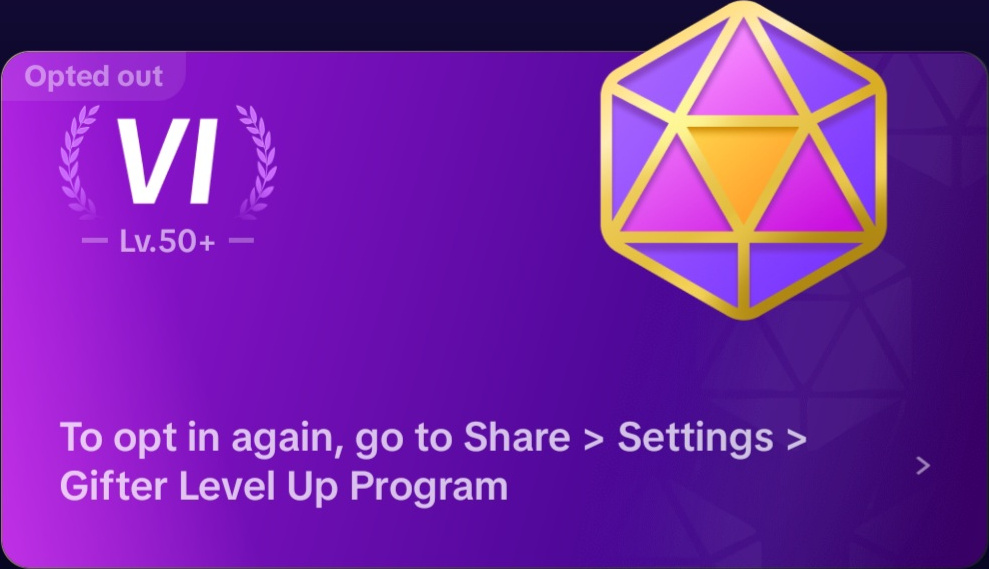 Opted out
VI
Lv.50+
To opt in again, go to Share > Settings >
Gifter Level Up Program